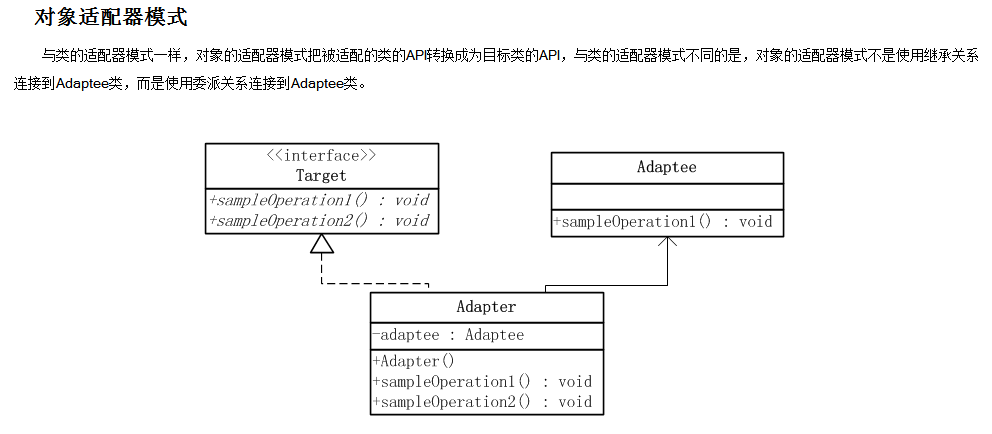 对象适配器模式
与类的适配器模式一样，对象的适配器模式把被适配的类的API转换成为目标类的API，与类的适配器模式不同的是，对象的适配器模式不是使用继承关系
连接到Adaptee类，而是使用委派关系连接到Adaptee类。
<<interface>>
Target
+sampleOperation1() : void
+sampleOperation2() : void
Adaptee
+sampleOperation1() : void
Adapter
-adaptee : Adaptee
+Adapter()
+sampleOperation1() : void
+sampleOperation2() : void